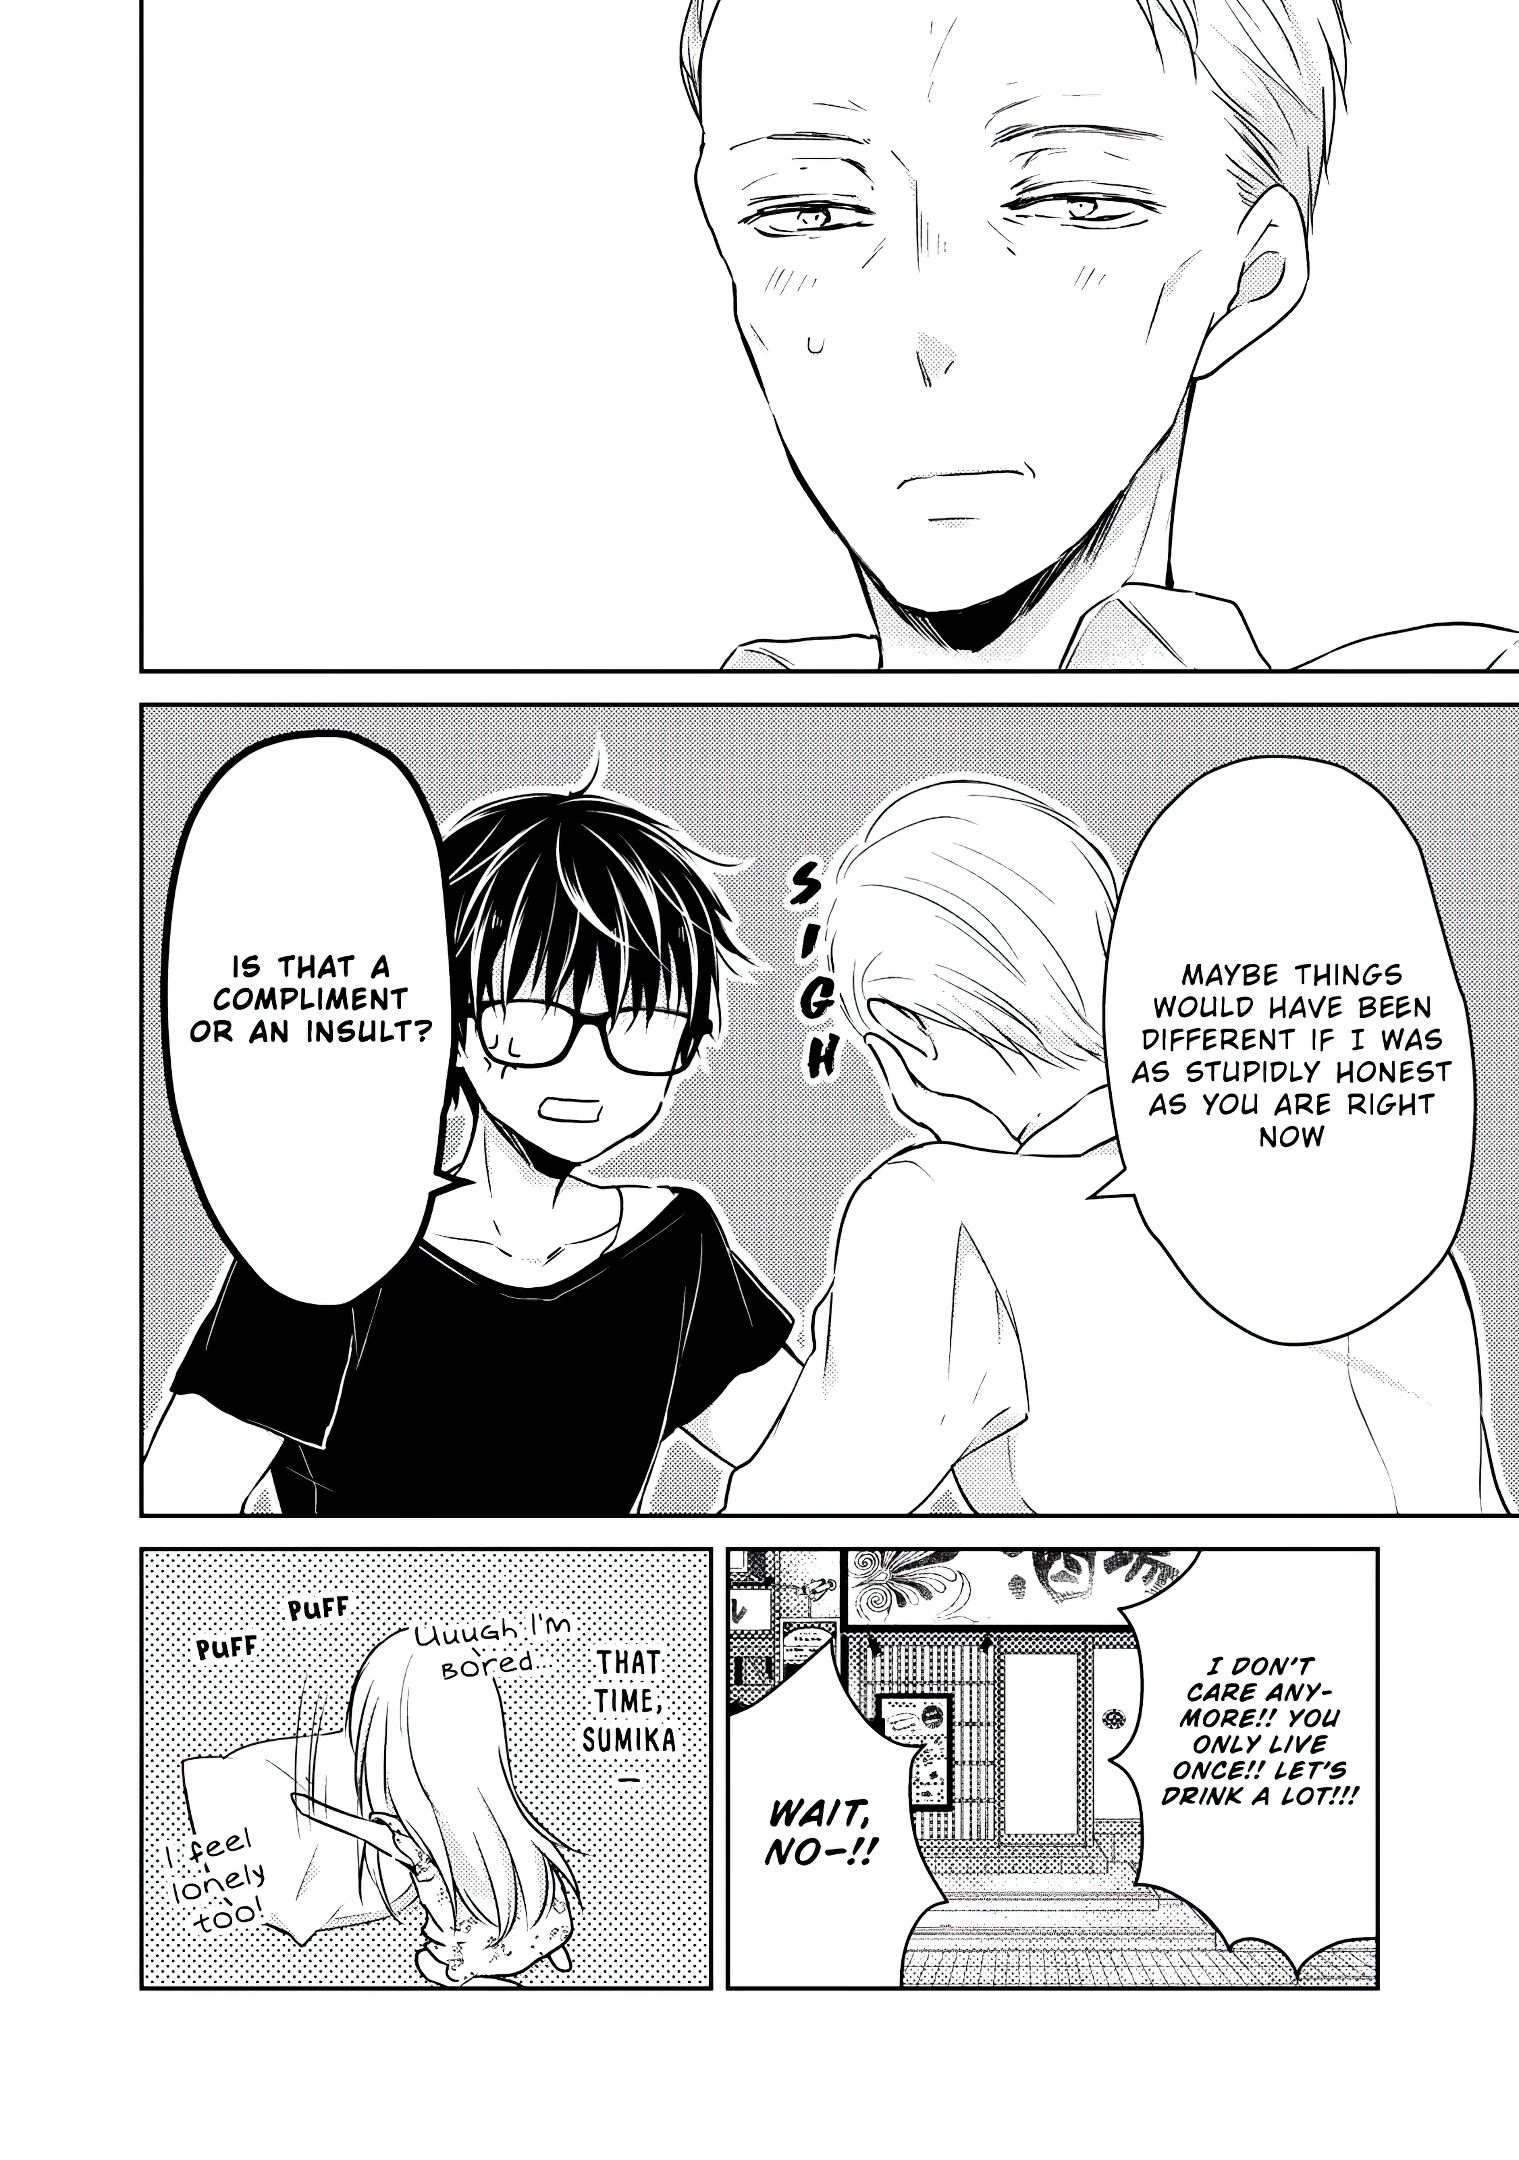 MAYBE THINGS
WOULD HAVE BEEN
DIFFERENT IF I WAS
AS STUPIDLY HONEST
AS YOU ARE RIGHT
NOW
SIGH
IS THAT A
COMPLIMENT
OR AN INSULT?
I DON'T
CARE ANY-
MORE!! YOU
ONLY LIVE
ONCE!! LET'S
DRINK A LOT!!!
WAIT,
NO-!!
THAT
TIME,
SUMIKA
—
UUUGH I'M
BORED...
PUFF
PUFF
I feel
lonely
too!